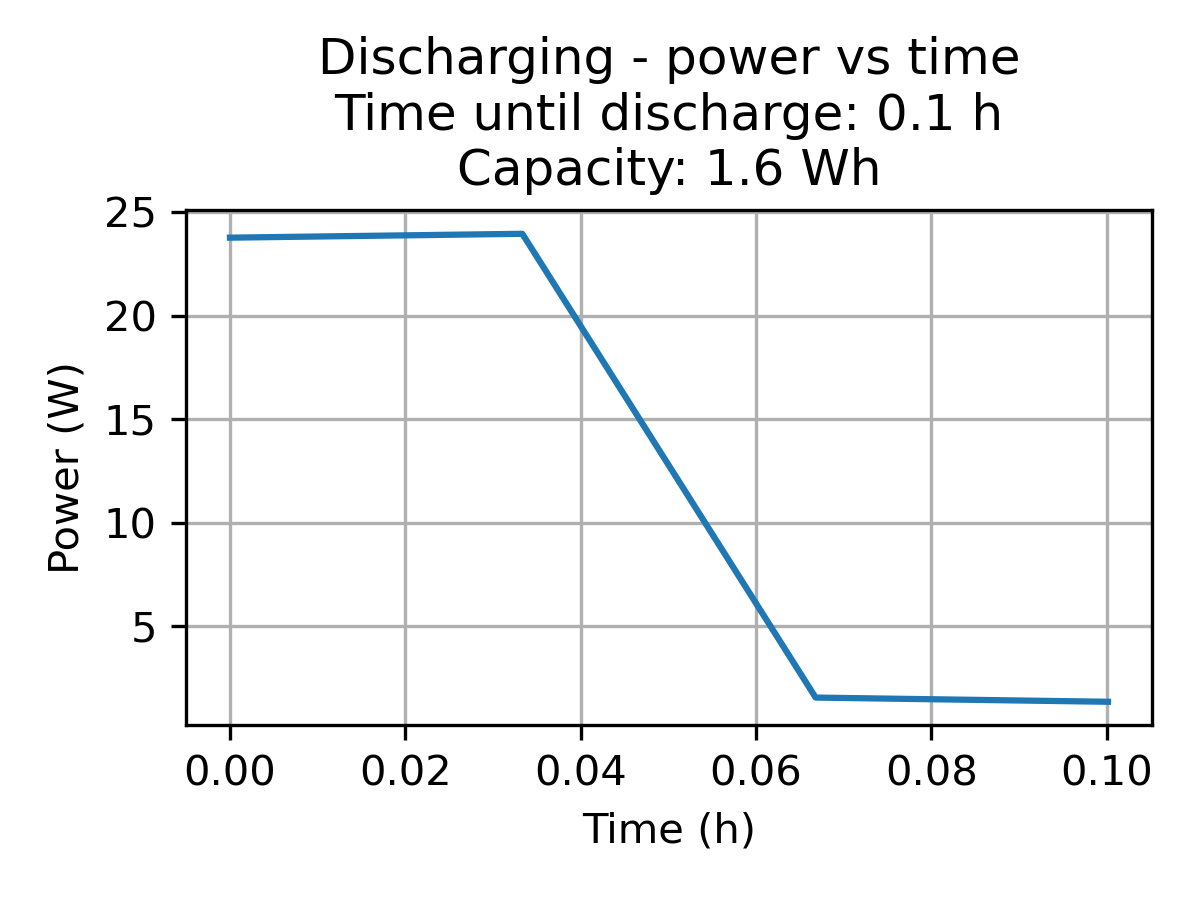 Discharging - power vs time
Time until discharge: 0.1 h
Capacity: 1.6 Wh
25
20
15
10
5
Power (W)
0.00 0.02 0.04 0.06 0.08 0.10
Time (h)